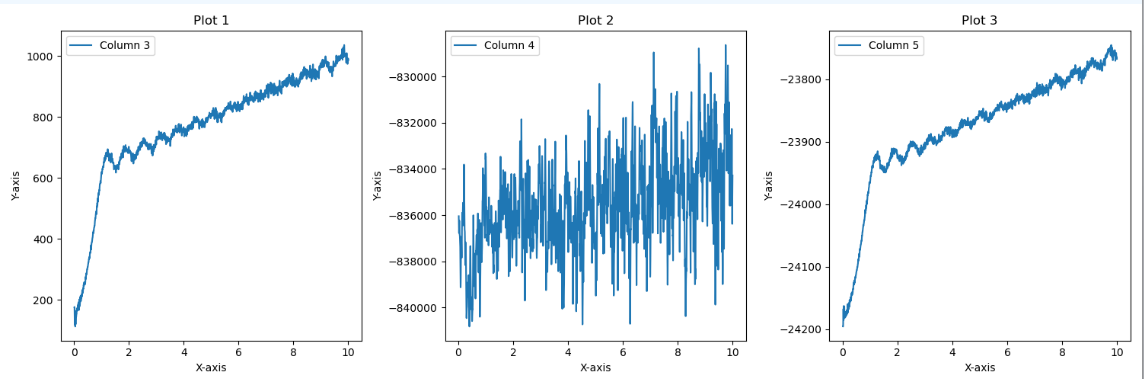 Plot 1
Column 3
1000
800
600
400
200
Y-axis
0
2
4
6
8
10
X-axis
Plot 2
Column 4
−830000
−832000
−834000
−836000
−838000
−840000
Y-axis
0
2
4
6
8
10
X-axis
Plot 3
Column 5
−23800
−23900
−24000
−24100
−24200
Y-axis
0
2
4
6
8
10
X-axis